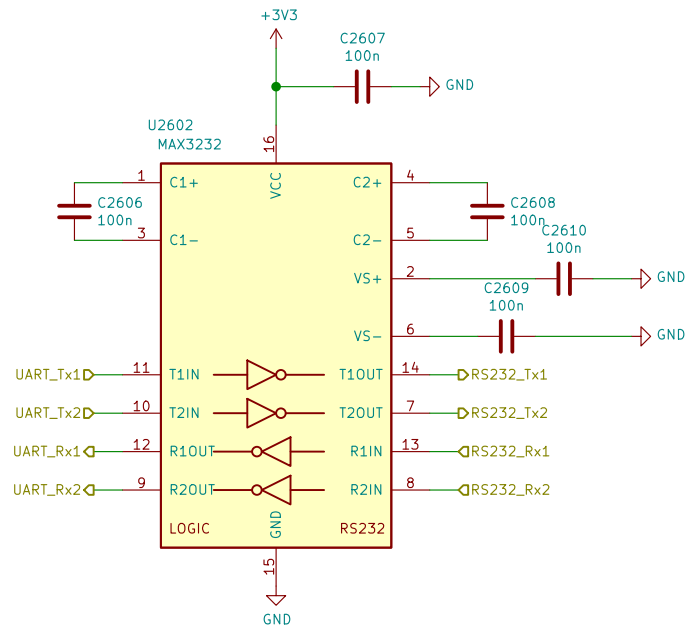 +3V3
C2607
100n
GND
U2602
MAX3232
16
VCC
1
C1+
C2+
4
C2606
100n
C2608
100n
3
C1-
C2-
5
C2610
100n
VS+
2
GND
C2609
100n
VS-
6
GND
UART_Tx1
11
T1IN
T1OUT
14
RS232_Tx1
UART_Tx2
10
T2IN
T2OUT
7
RS232_Tx2
UART_Rx1
12
R1OUT
R1IN
13
RS232_Rx1
UART_Rx2
9
R2OUT
R2IN
8
RS232_Rx2
LOGIC
GND
RS232
15
GND